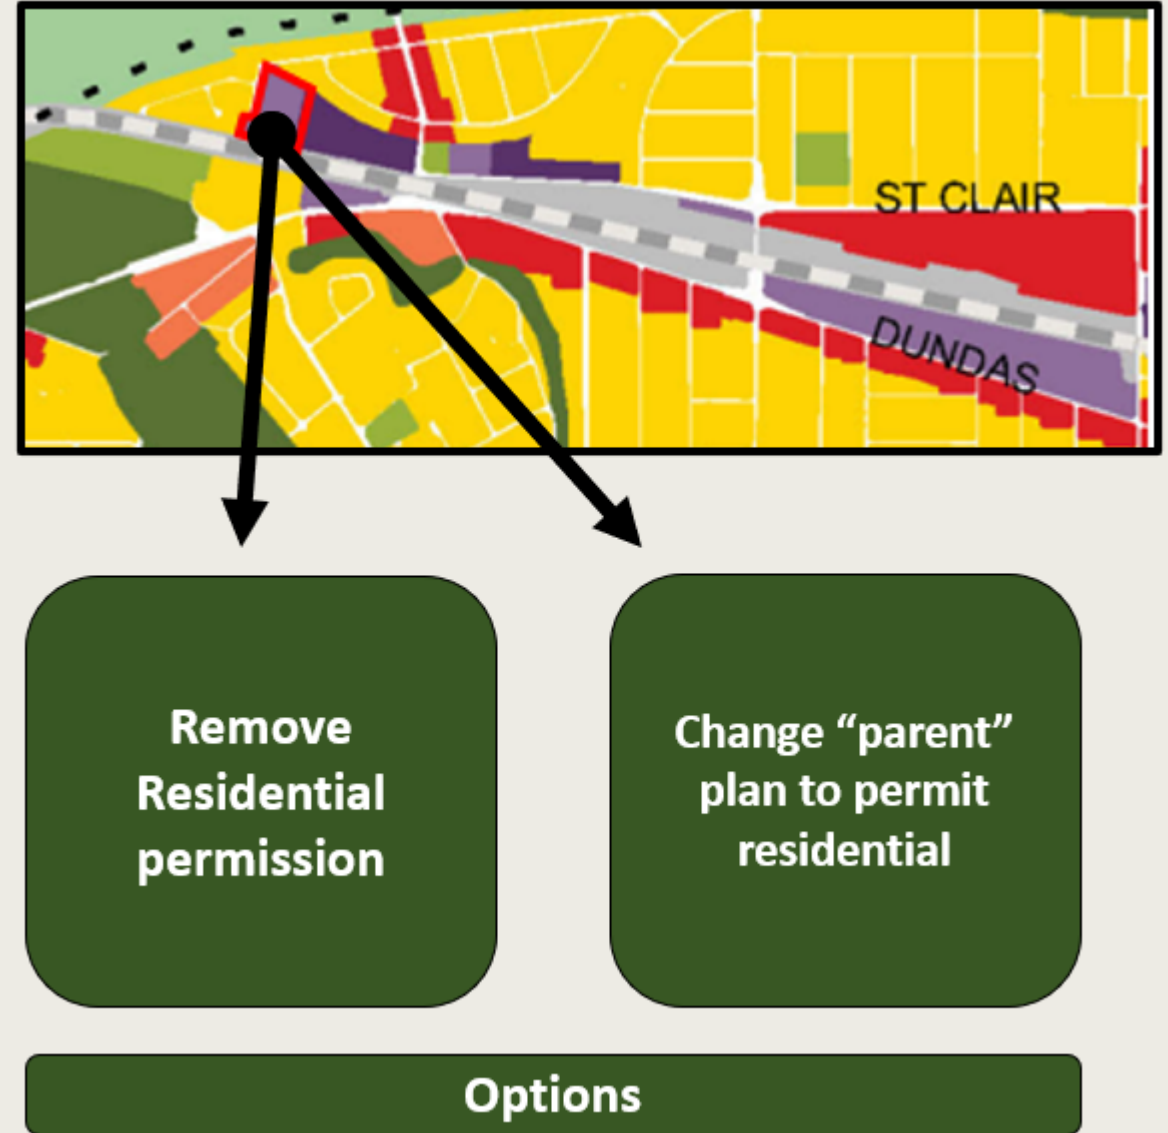 ST CLAIR
DUNDAS
Remove
Residential
permission
Change “parent”
plan to permit
residential
Options